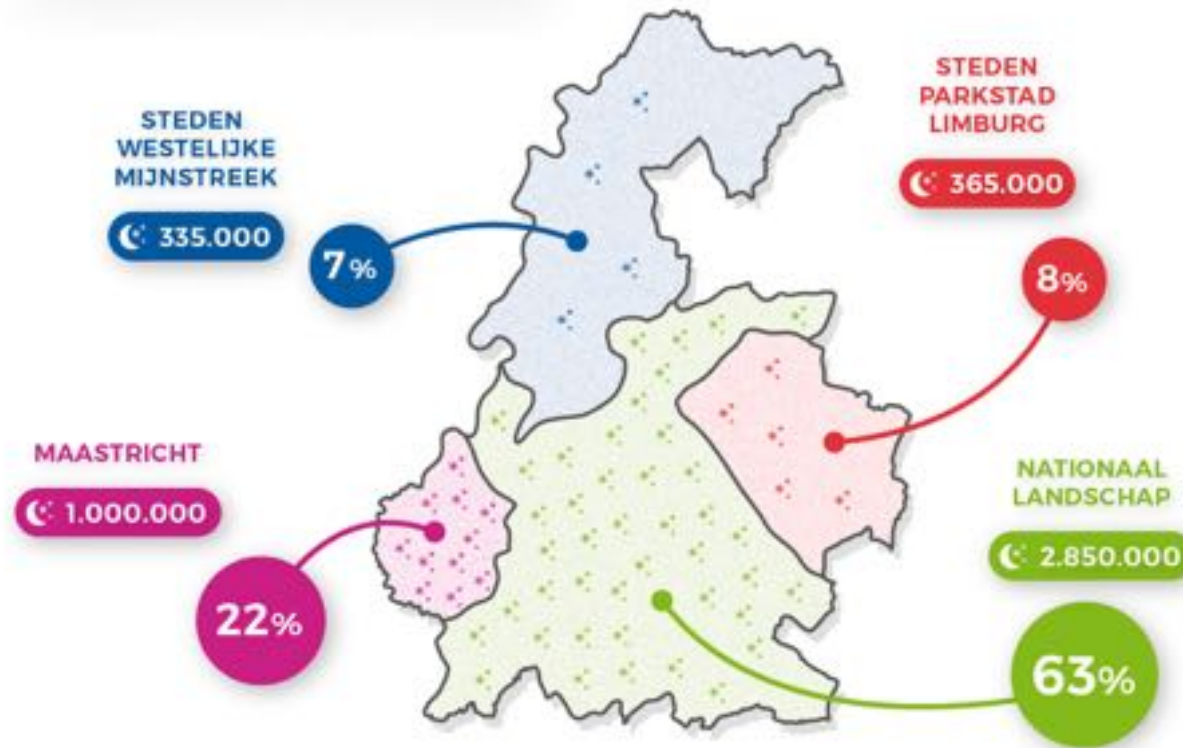 STEDEN
WESTELIJKE
MIJNSTREEK
335.000
7%
STEDEN
PARKSTAD
LIMBURG
365.000
8%
MAASTRICHT
1.000.000
22%
NATIONAAL
LANDSCHAP
2.850.000
63%